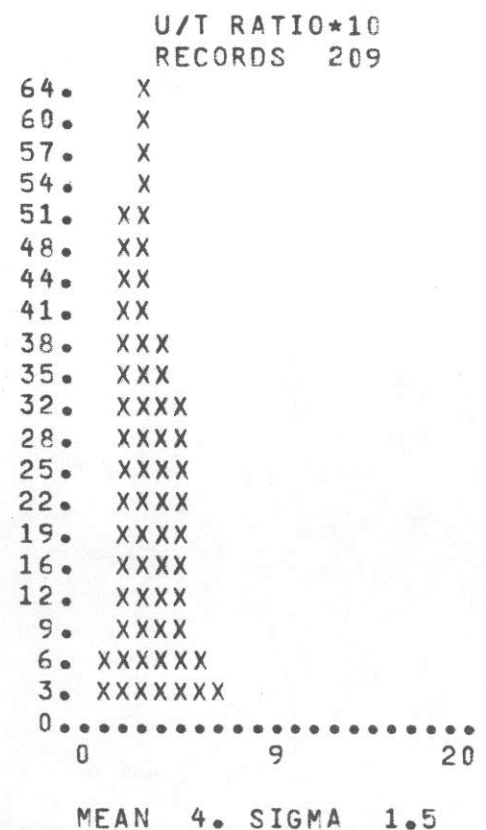 U/T RATIO*10
RECORDS 209
64. X
60. X
57. X
54. X
51. XX
48. XX
44. XX
41. XX
38. XXX
35. XXX
32. XXXX
28. XXXX
25. XXXX
22. XXXX
19. XXXX
16. XXXX
12. XXXX
9. XXXX
6. XXXXXX
3. XXXXXXX
0.....................
0 9 20
MEAN 4. SIGMA 1.5